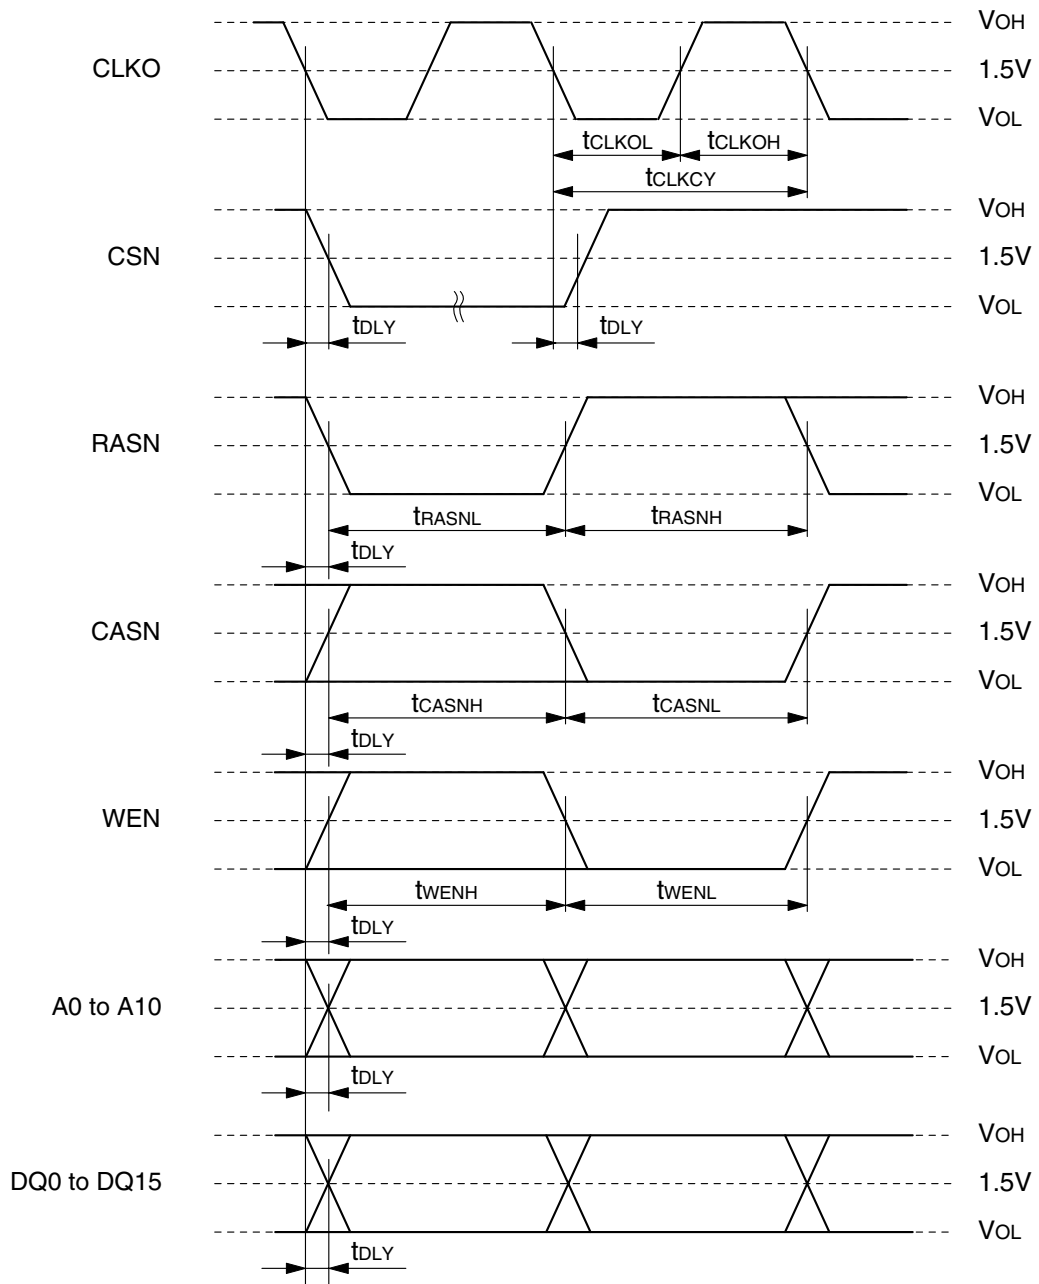 VOH
CLKO
1.5V
VOL
tCLKOL
tCLKOH
tCLKCY
VOH
CSN
1.5V
VOL
tDLY
tDLY
VOH
RASN
1.5V
VOL
tRASNL
tRASNH
tDLY
VOH
CASN
1.5V
VOL
tCASNH
tCASNL
tDLY
VOH
WEN
1.5V
VOL
tWENH
tWENL
tDLY
VOH
A0 to A10
1.5V
VOL
tDLY
VOH
DQ0 to DQ15
1.5V
VOL
tDLY